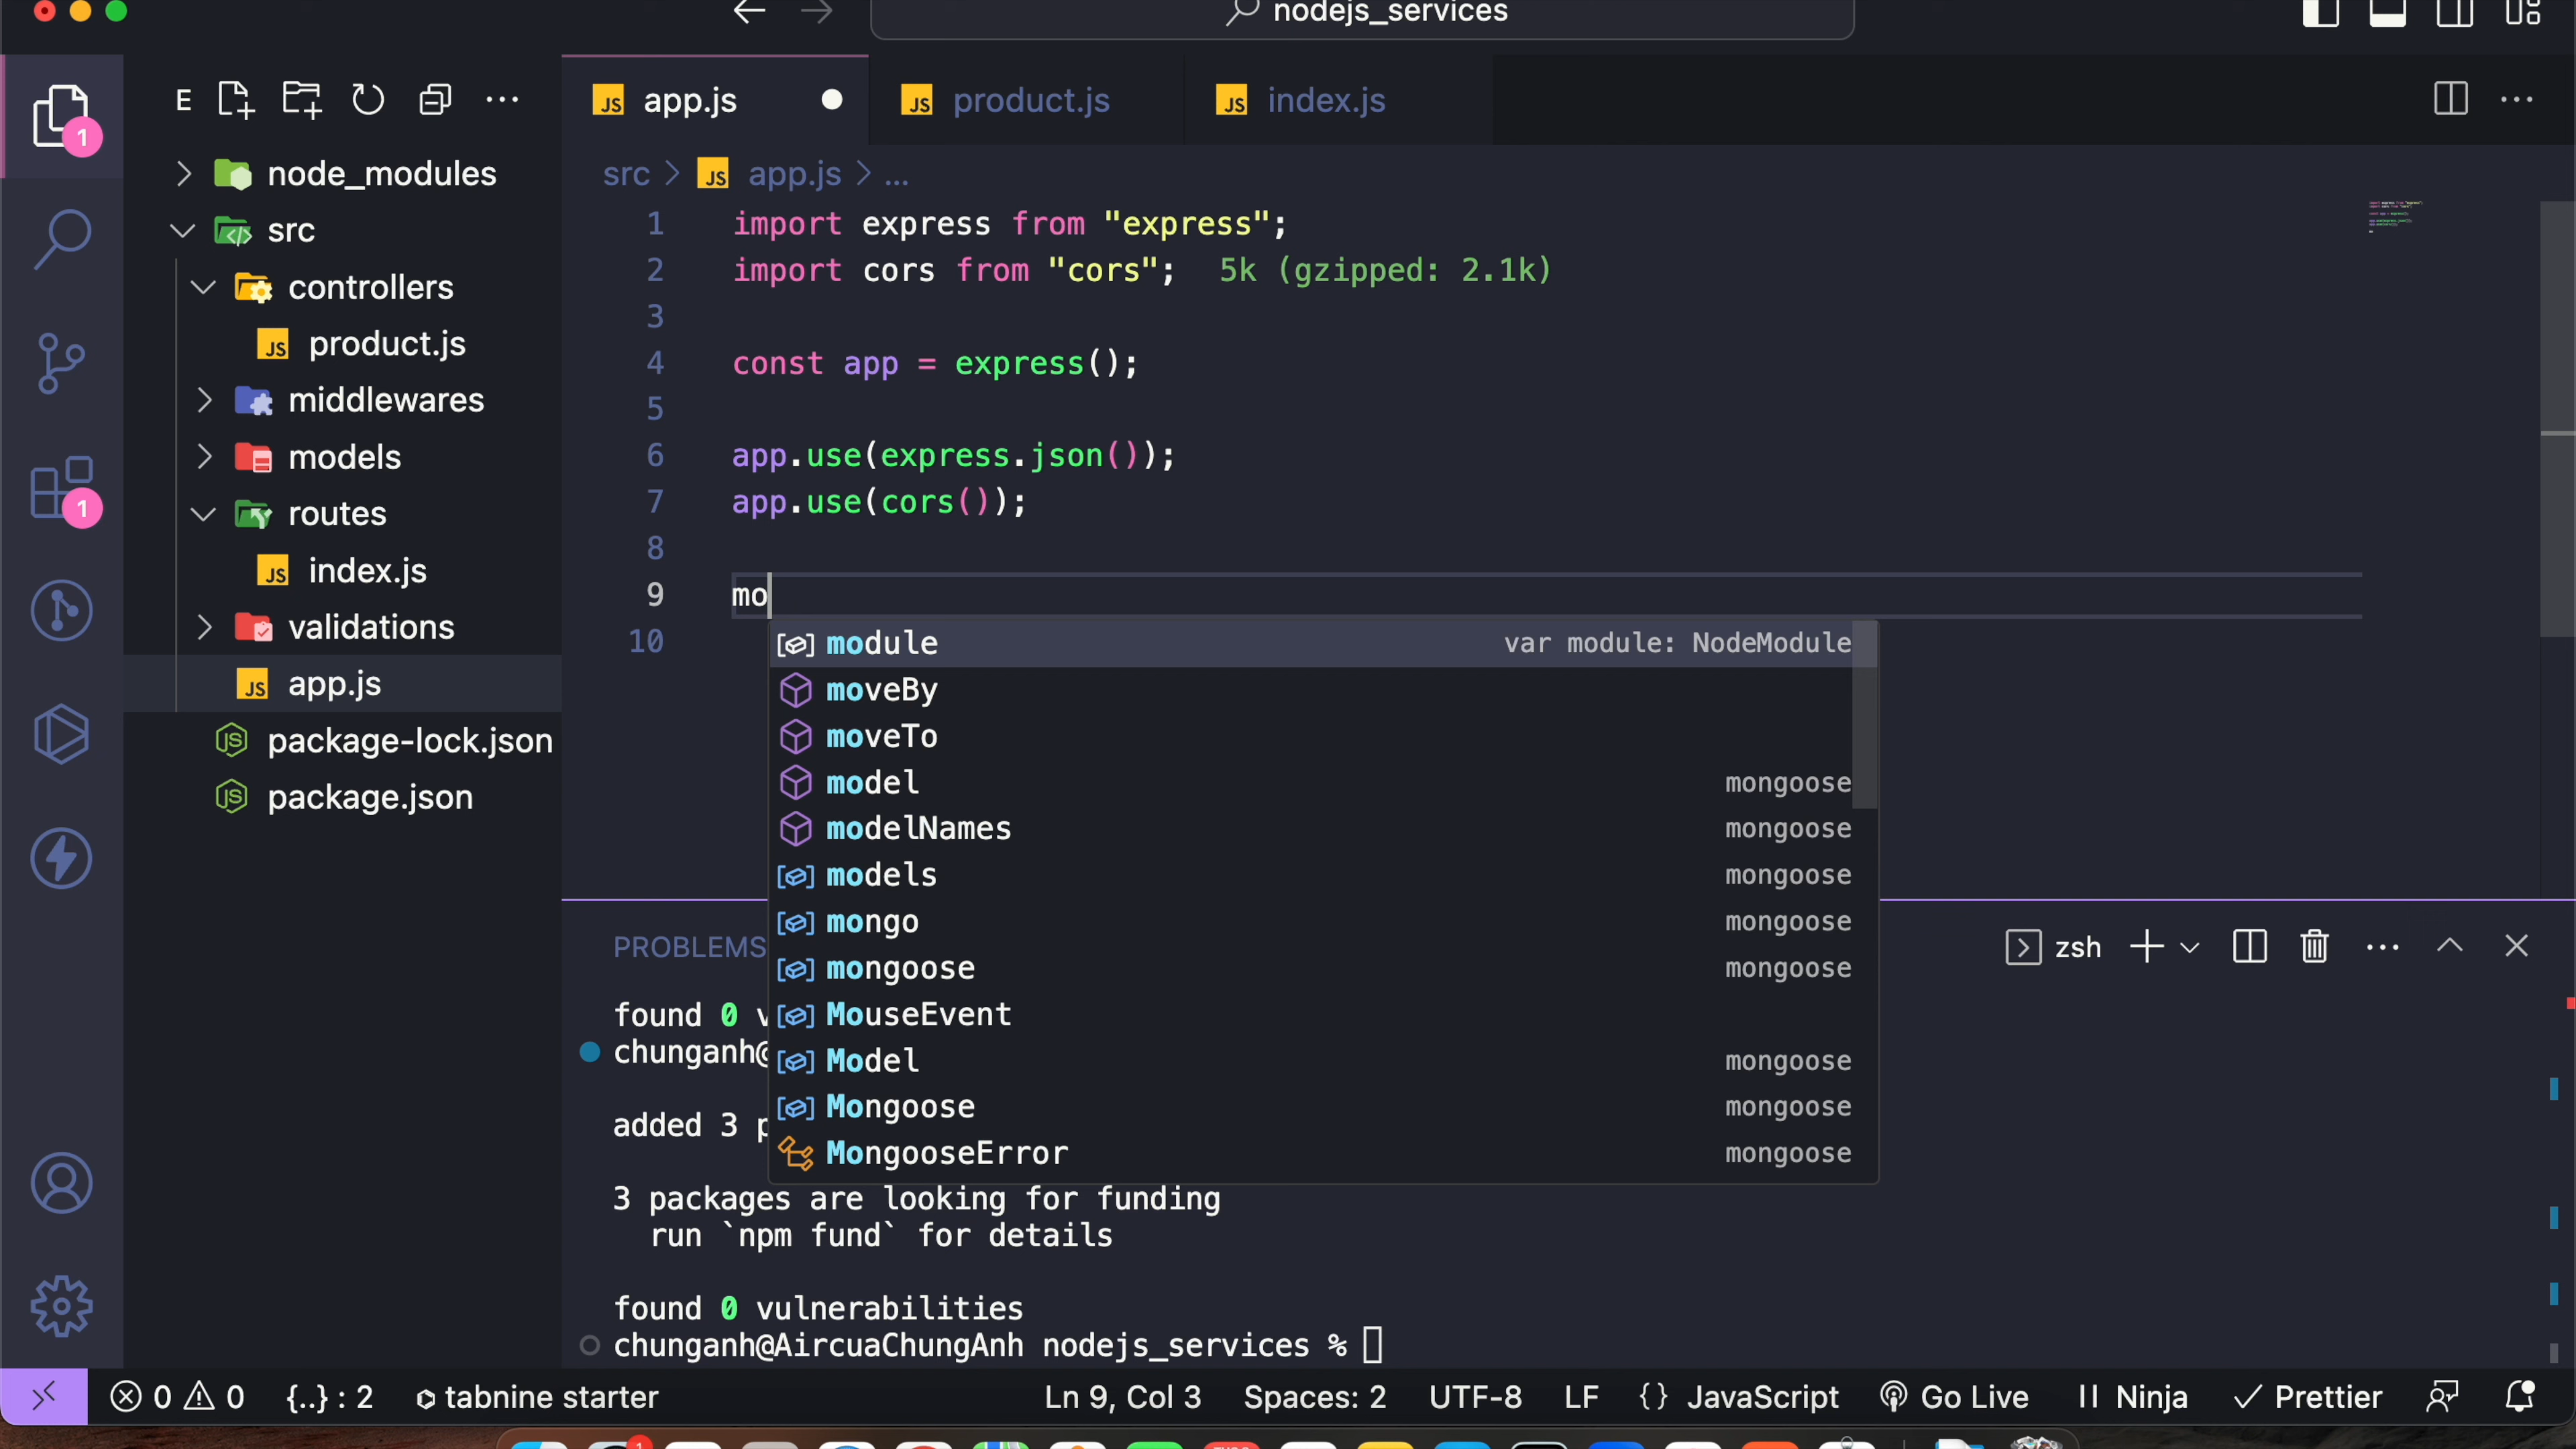 nodejs_services
E
app.js
product.js
index.js
1
node_modules
src
controllers
product.js
middlewares
models
1
routes
index.js
validations
app.js
package-lock.json
package.json
src > JS app.js > ...
1 import express from "express";
2 import cors from "cors"; 5k (gzipped: 2.1k)
3
4 const app = express();
5
6 app.use(express.json());
7 app.use(cors());
8
9 mo
10
module var module: NodeModule
moveBy
moveTo
model mongoose
modelNames mongoose
models mongoose
mongo mongoose
mongoose mongoose
MouseEvent
Model mongoose
Mongoose mongoose
MongooseError mongoose
PROBLEMS
zsh
found 0 v
chunganh@
added 3 p
3 packages are looking for funding
run `npm fund` for details
found 0 vulnerabilities
chunganh@AircuaChungAnh nodejs_services %
0 0 {..} : 2 tabnine starter Ln 9, Col 3 Spaces: 2 UTF-8 LF {} JavaScript Go Live Ninja Prettier